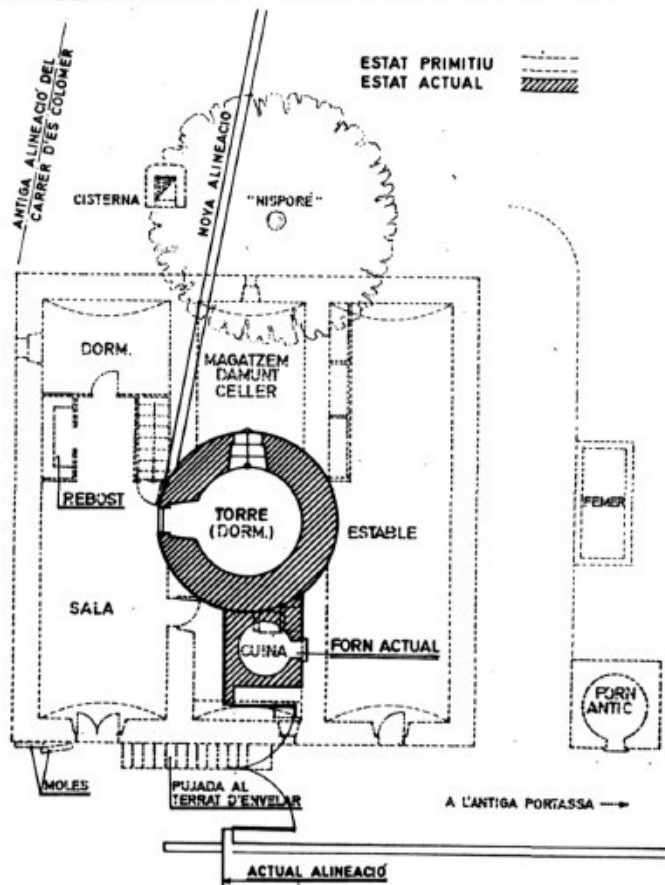 ESTAT PRIMITIU
ESTAT ACTUAL
ANTIGA ALINEACIÓ DEL
CARRER D'ES COLOMER
NOVA ALINEACIÓ
CISTERNA
"NISPORÉ"
DORM.
MAGATZEM
DAMUNT
CELLER
REBOST
TORRE
(DORM.)
ESTABLE
FEMER
SALA
CUINA
FORN ACTUAL
FORN
ANTIC
MOLES
PUJADA AL
TERRAT D'ENVELAR
A L'ANTIGA PORTASSA
ACTUAL ALINEACIÓ